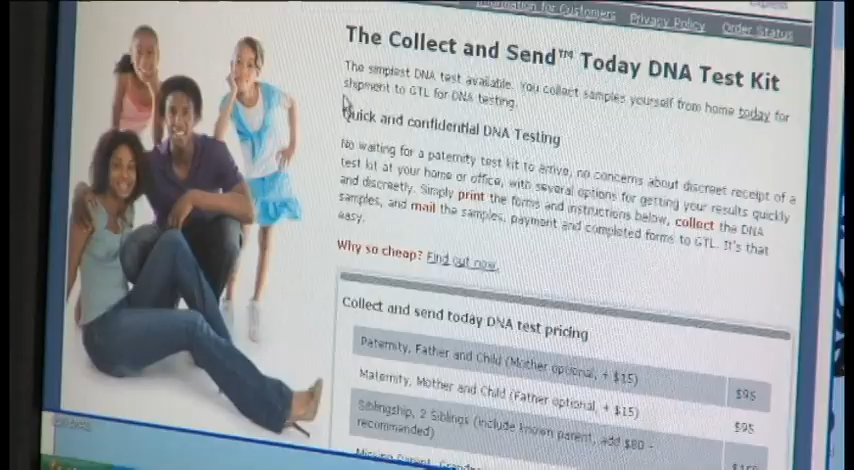 Information for Customers Privacy Policy Order Status
The Collect and Send™ Today DNA Test Kit
The simplest DNA test available. You collect samples yourself from home today for
shipment to GTL for DNA testing.
Quick and confidential DNA Testing
No waiting for a paternity test kit to arrive, no concerns about discreet receipt of a
test kit at your home or office, with several options for getting your results quickly
and discreetly. Simply print the forms and instructions below, collect the DNA
samples, and mail the samples, payment and completed forms to GTL. It's that
easy.
Why so cheap? Find out now.
Collect and send today DNA test pricing
Paternity, Father and Child (Mother optional, + $15) $95
Maternity, Mother and Child (Father optional, + $15) $95
Siblingship, 2 Siblings (include known parent, add $80 -
recommended)